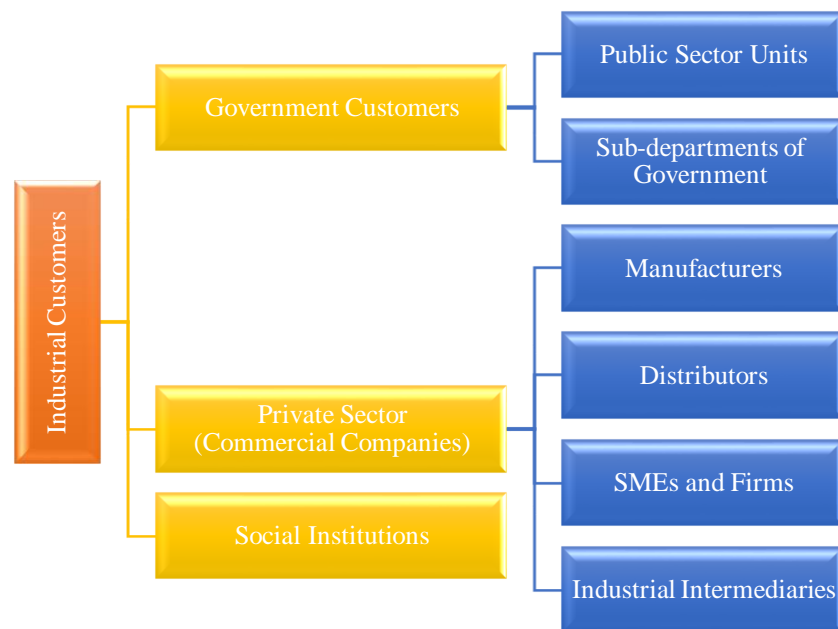 Industrial Customers
Government Customers
Public Sector Units
Sub-departments of
Government
Private Sector
(Commercial Companies)
Manufacturers
Distributors
SMEs and Firms
Industrial Intermediaries
Social Institutions